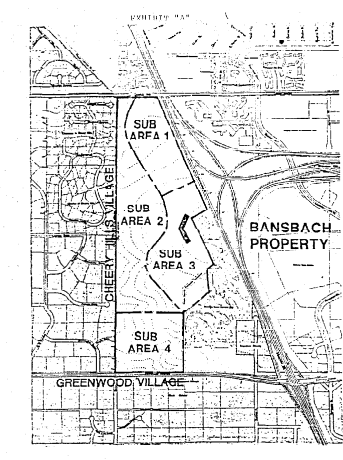 EXHIBIT "A"
SUB
AREA 1
SUB
AREA 2
SUB
AREA 3
SUB
AREA 4
CHERRY HILLS VILLAGE
BANSBACH
PROPERTY
GREENWOOD VILLAGE